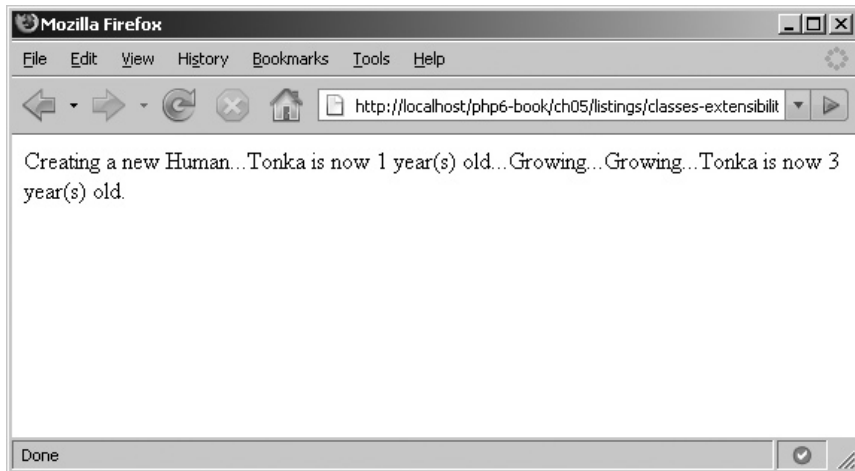 Mozilla Firefox
File Edit View History Bookmarks Tools Help
http://localhost/php6-book/ch05/listings/classes-extensibilit
Creating a new Human...Tonka is now 1 year(s) old...Growing...Growing...Tonka is now 3
year(s) old.
Done